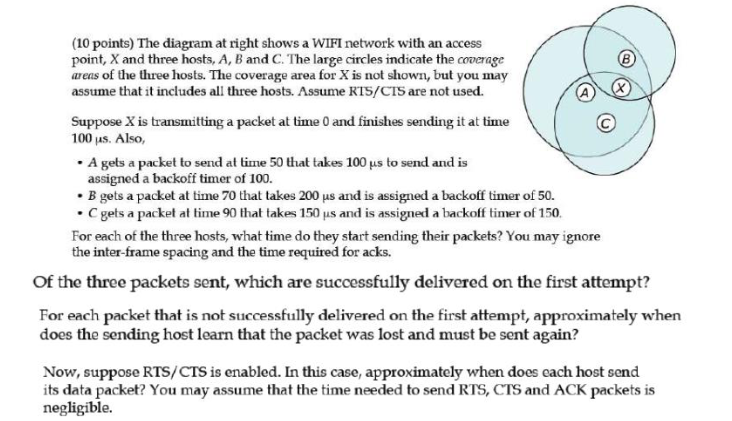 (10 points) The diagram at right shows a WIFI network with an access
point, X and three hosts, A, B and C. The large circles indicate the coverage
areas of the three hosts. The coverage area for X is not shown, but you may
assume that it includes all three hosts. Assume RTS/CTS are not used.
B
A
X
C
Suppose X is transmitting a packet at time 0 and finishes sending it at time
100 µs. Also,
• A gets a packet to send at time 50 that takes 100 µs to send and is
assigned a backoff timer of 100.
• B gets a packet at time 70 that takes 200 µs and is assigned a backoff timer of 50.
• C gets a packet at time 90 that takes 150 µs and is assigned a backoff timer of 150.
For each of the three hosts, what time do they start sending their packets? You may ignore
the inter-frame spacing and the time required for acks.
Of the three packets sent, which are successfully delivered on the first attempt?
For each packet that is not successfully delivered on the first attempt, approximately when
does the sending host learn that the packet was lost and must be sent again?
Now, suppose RTS/CTS is enabled. In this case, approximately when does each host send
its data packet? You may assume that the time needed to send RTS, CTS and ACK packets is
negligible.